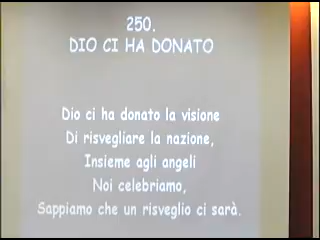 250.
DIO CI HA DONATO
Dio ci ha donato la visione
Di risvegliare la nazione,
Insieme agli angeli
Noi celebriamo,
Sappiamo che un risveglio ci sarà.